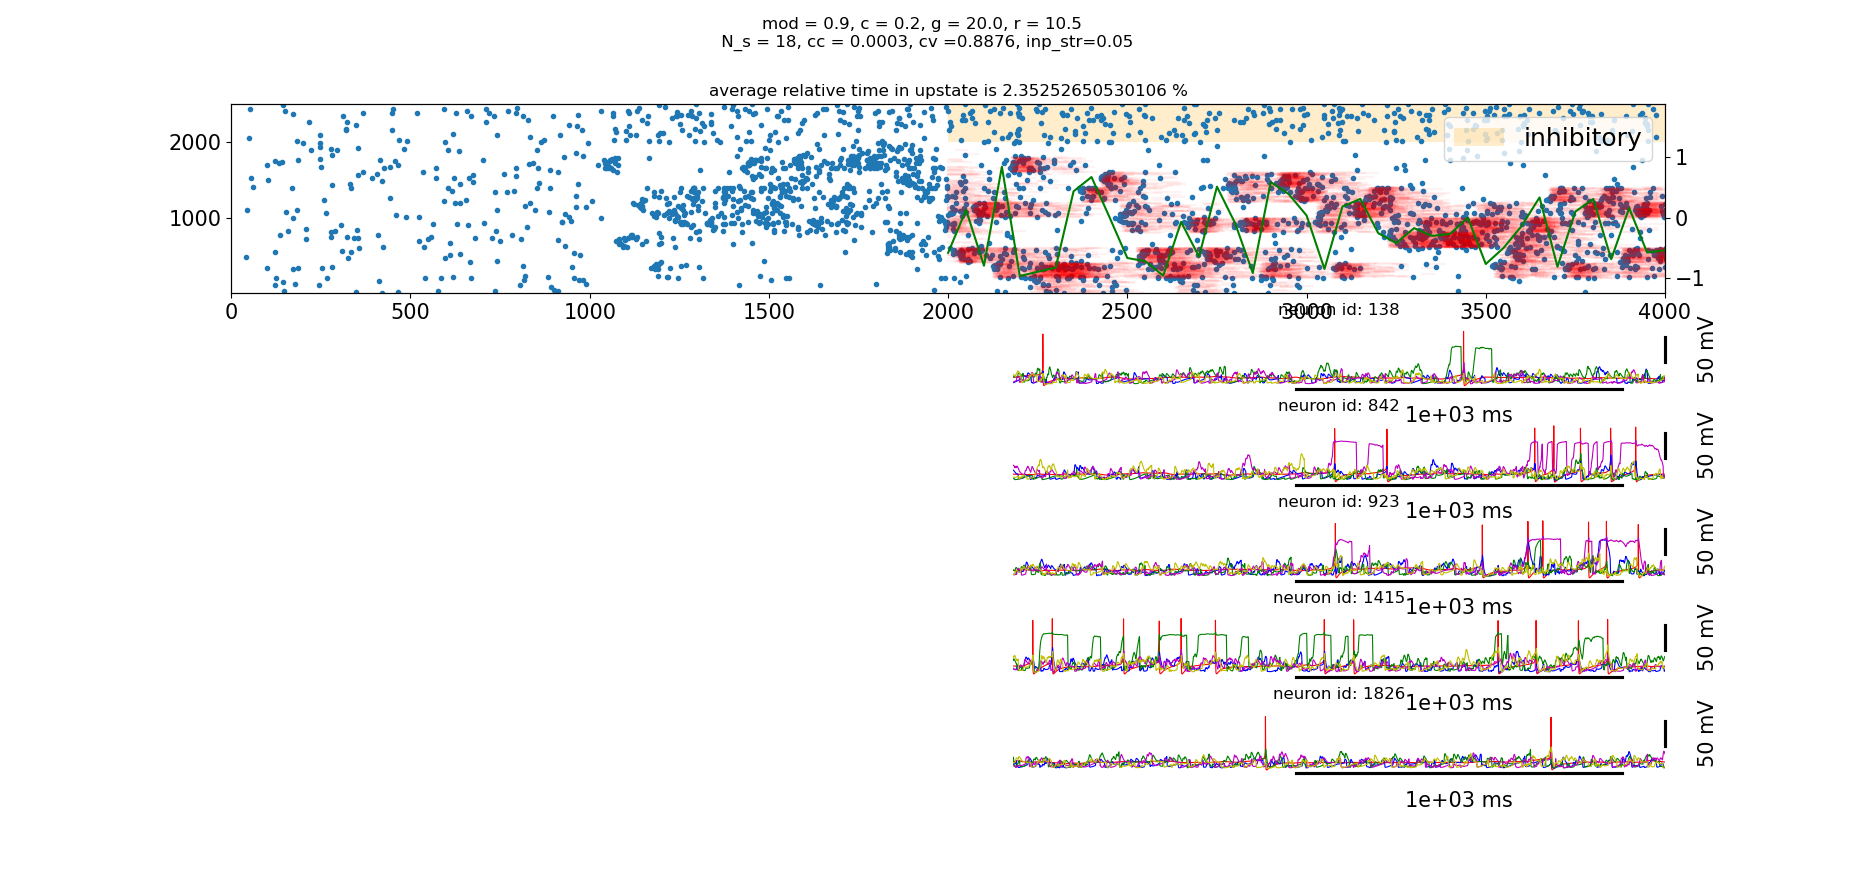 mod = 0.9, c = 0.2, g = 20.0, r = 10.5
N_s = 18, cc = 0.0003, cv =0.8876, inp_str=0.05
average relative time in upstate is 2.35252650530106 %
2000
1000
inhibitory
1
0
−1
0 500 1000 1500 2000 2500 3000 3500 4000
neuron id: 138
50 mV
1e+03 ms
neuron id: 842
50 mV
1e+03 ms
neuron id: 923
50 mV
1e+03 ms
neuron id: 1415
50 mV
1e+03 ms
neuron id: 1826
50 mV
1e+03 ms